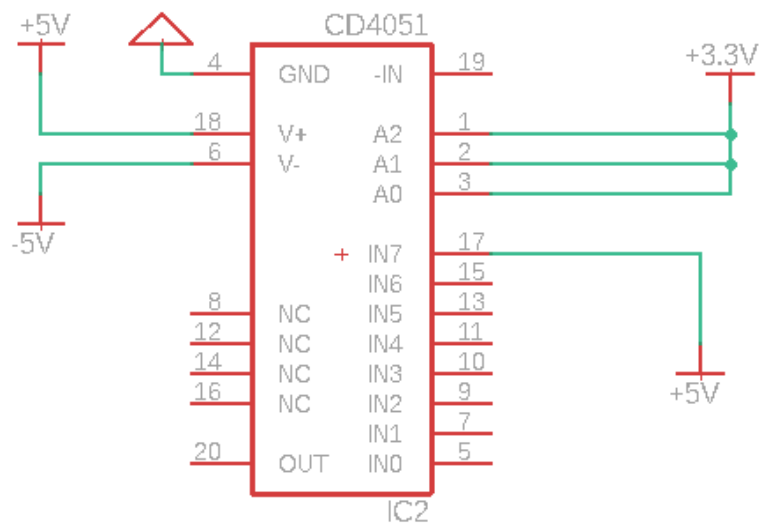 CD4051
+5V
+3.3V
4 GND -IN 19
18 V+ A2 1
6 V- A1 2
A0 3
-5V
IN7 17
IN6 15
8 NC IN5 13
12 NC IN4 11
14 NC IN3 10
16 NC IN2 9
+5V
IN1 7
20 OUT IN0 5
IC2